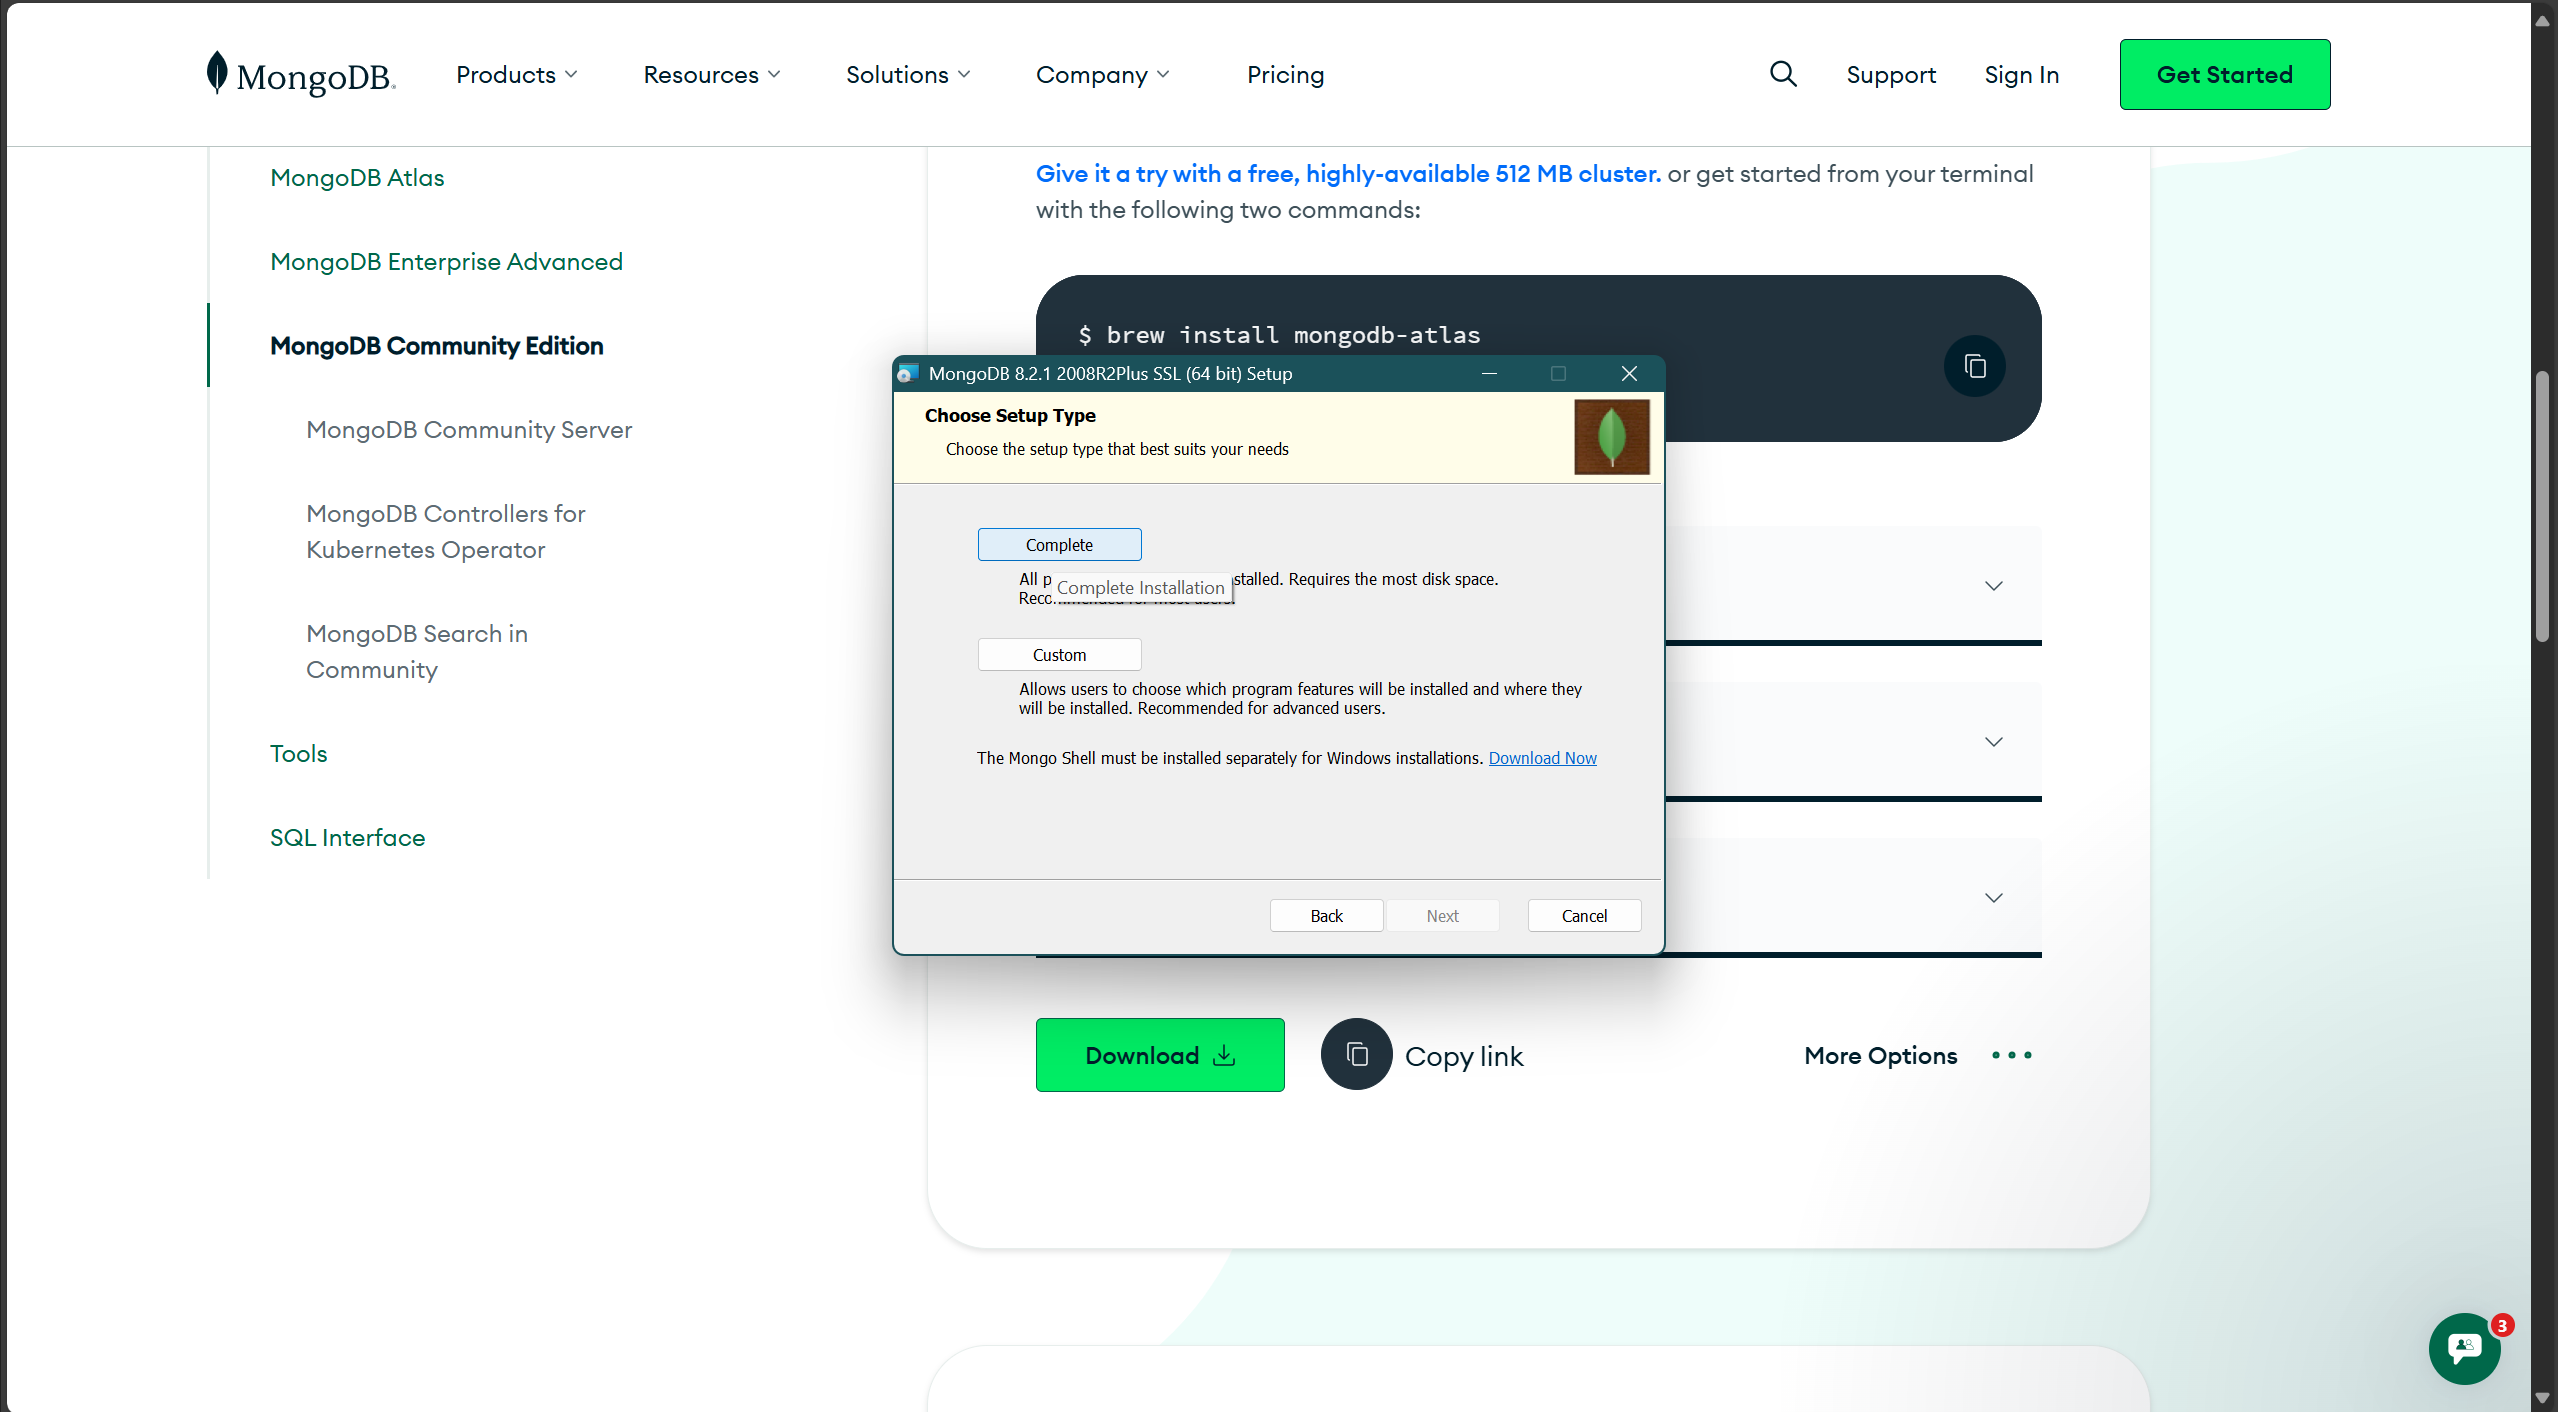 MongoDB.
Products
Resources
Solutions
Company
Pricing
Support
Sign In
Get Started
MongoDB Atlas
MongoDB Enterprise Advanced
MongoDB Community Edition
MongoDB Community Server
MongoDB Controllers for
Kubernetes Operator
MongoDB Search in
Community
Tools
SQL Interface
Give it a try with a free, highly-available 512 MB cluster. or get started from your terminal
with the following two commands:
$ brew install mongodb-atlas
MongoDB 8.2.1 2008R2Plus SSL (64 bit) Setup
Choose Setup Type
Choose the setup type that best suits your needs
Complete
All stalled. Requires the most disk space.
Complete Installation
Custom
Allows users to choose which program features will be installed and where they
will be installed. Recommended for advanced users.
The Mongo Shell must be installed separately for Windows installations. Download Now
Back
Next
Cancel
Download
Copy link
More Options
3